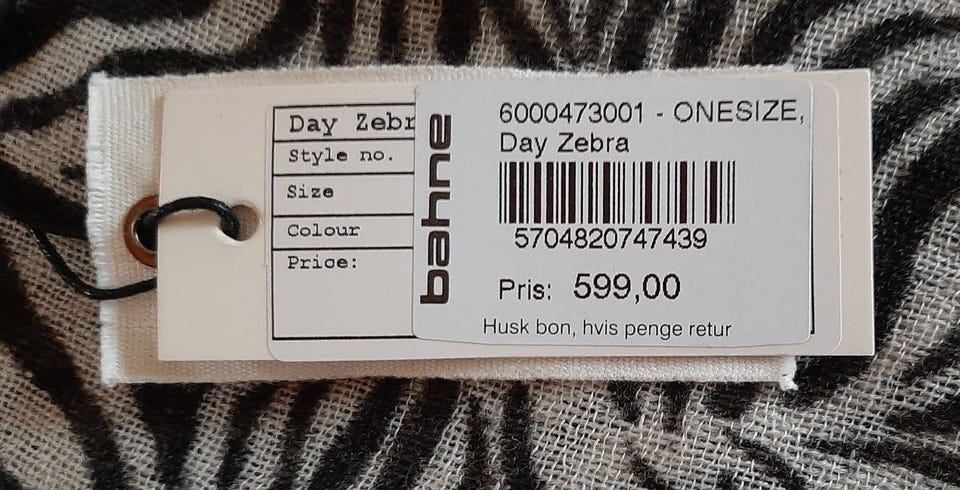 Day Zebr
Style no.
Size
Colour
Price:
bahne
6000473001 - ONESIZE,
Day Zebra
5704820747439
Pris: 599,00
Husk bon, hvis penge retur